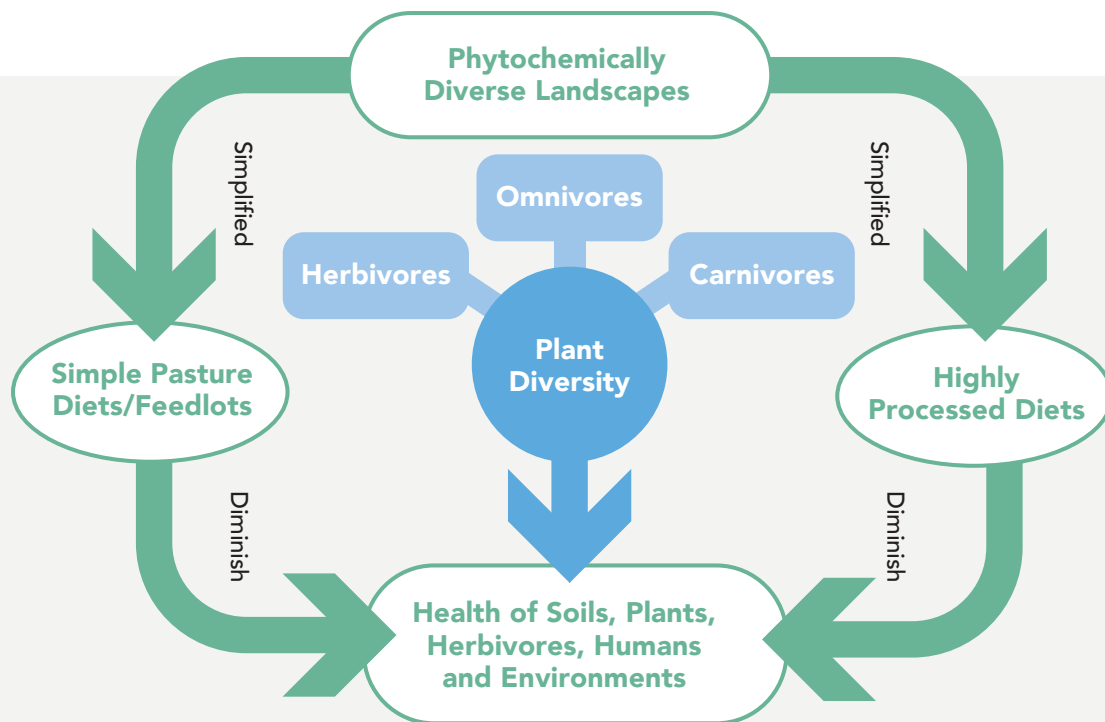 Phytochemically
Diverse Landscapes
Simplified
Simplified
Omnivores
Herbivores
Carnivores
Plant
Diversity
Simple Pasture
Diets/Feedlots
Highly
Processed Diets
Diminish
Diminish
Health of Soils, Plants,
Herbivores, Humans
and Environments